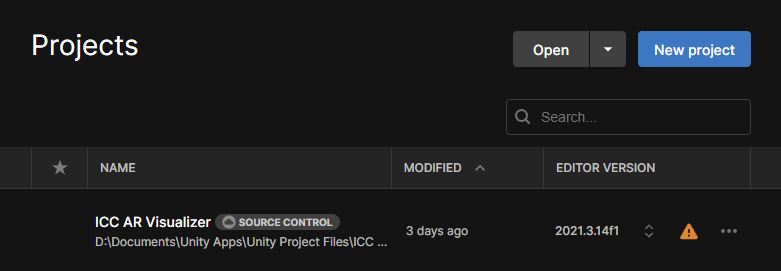 Projects
Open
New project
Search...
NAME
MODIFIED
EDITOR VERSION
ICC AR Visualizer
SOURCE CONTROL
D:\Documents\Unity Apps\Unity Project Files\ICC ...
3 days ago
2021.3.14f1